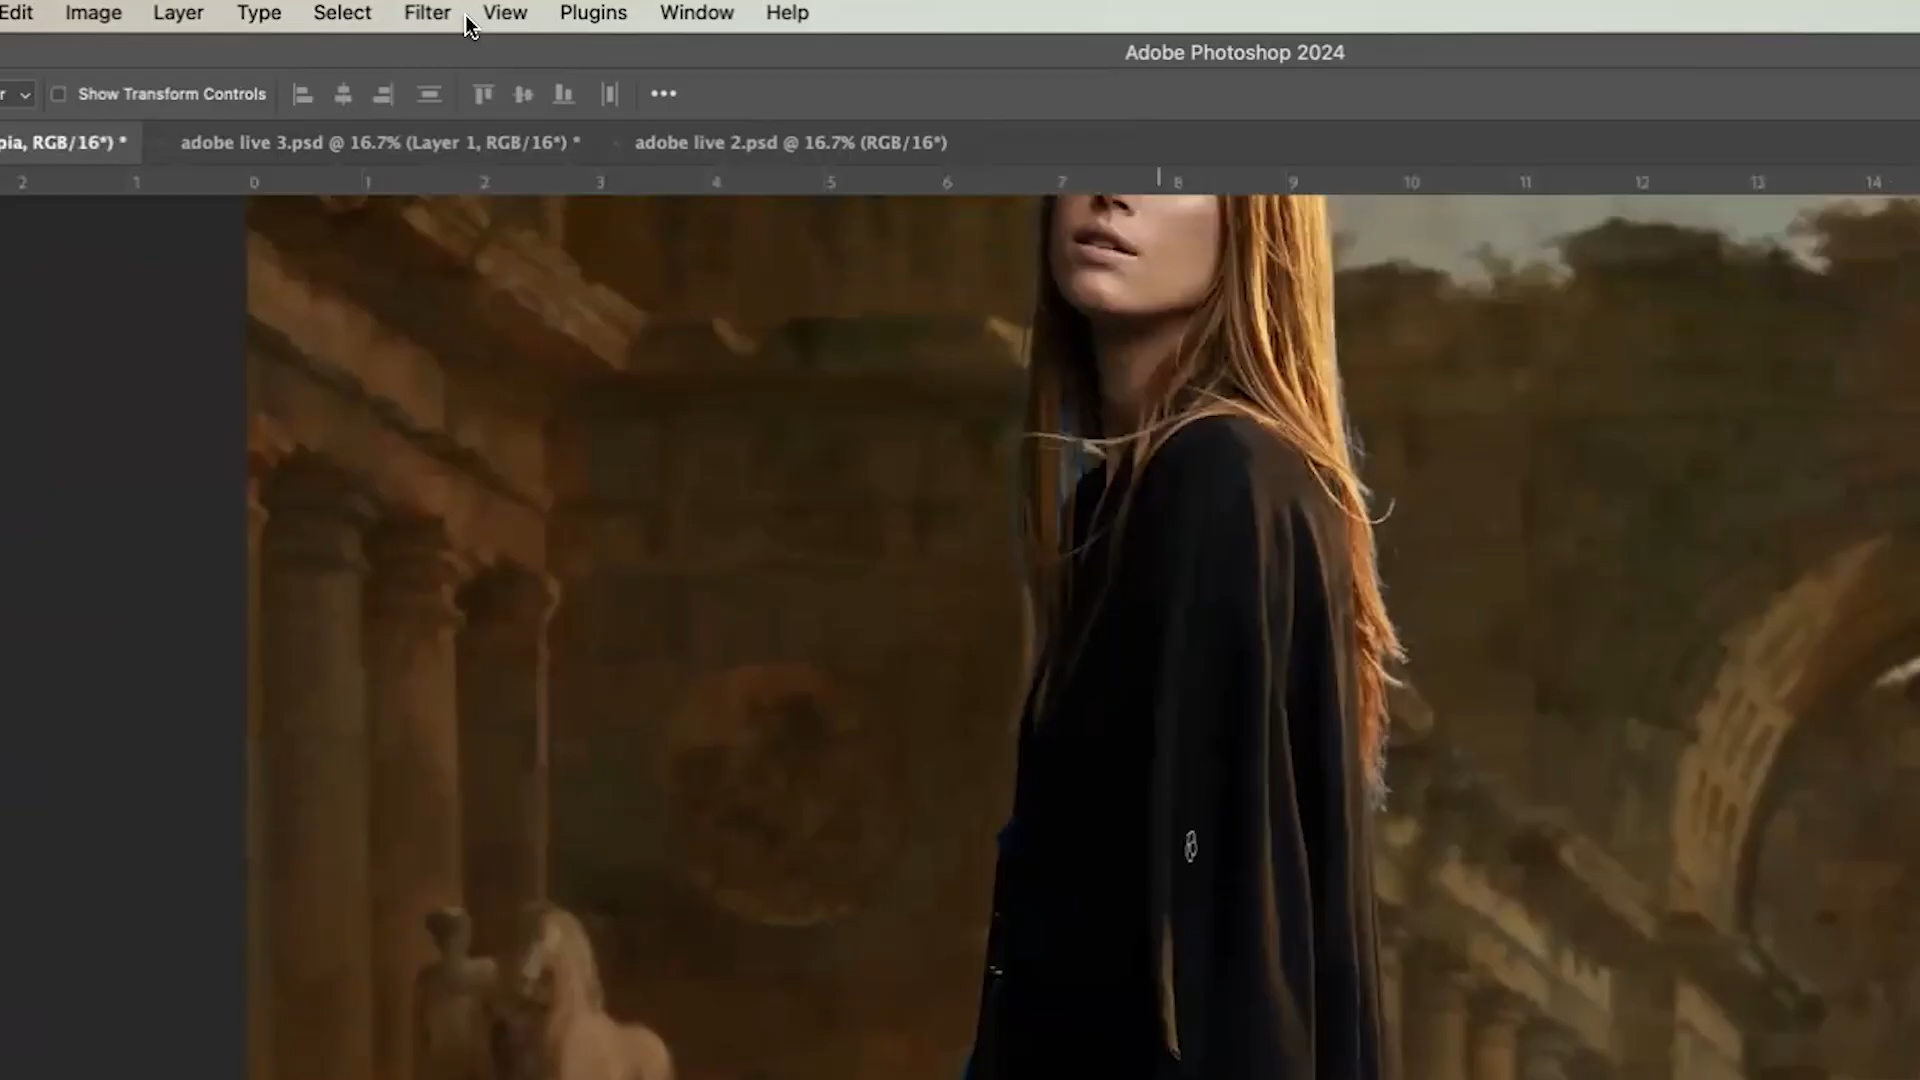 Edit Image Layer Type Select Filter View Plugins Window Help
Adobe Photoshop 2024
r Show Transform Controls
pia, RGB/16*) * adobe live 3.psd @ 16.7% (Layer 1, RGB/16*) * adobe live 2.psd @ 16.7% (RGB/16*)
2 1 0 1 2 3 4 5 6 7 8 9 10 11 12 13 14